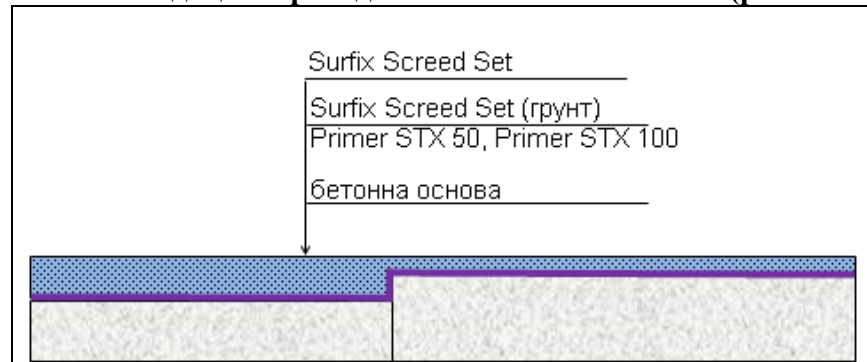 Surfix Screed Set
Surfix Screed Set (грунт)
Primer STX 50, Primer STX 100
бетонна основа